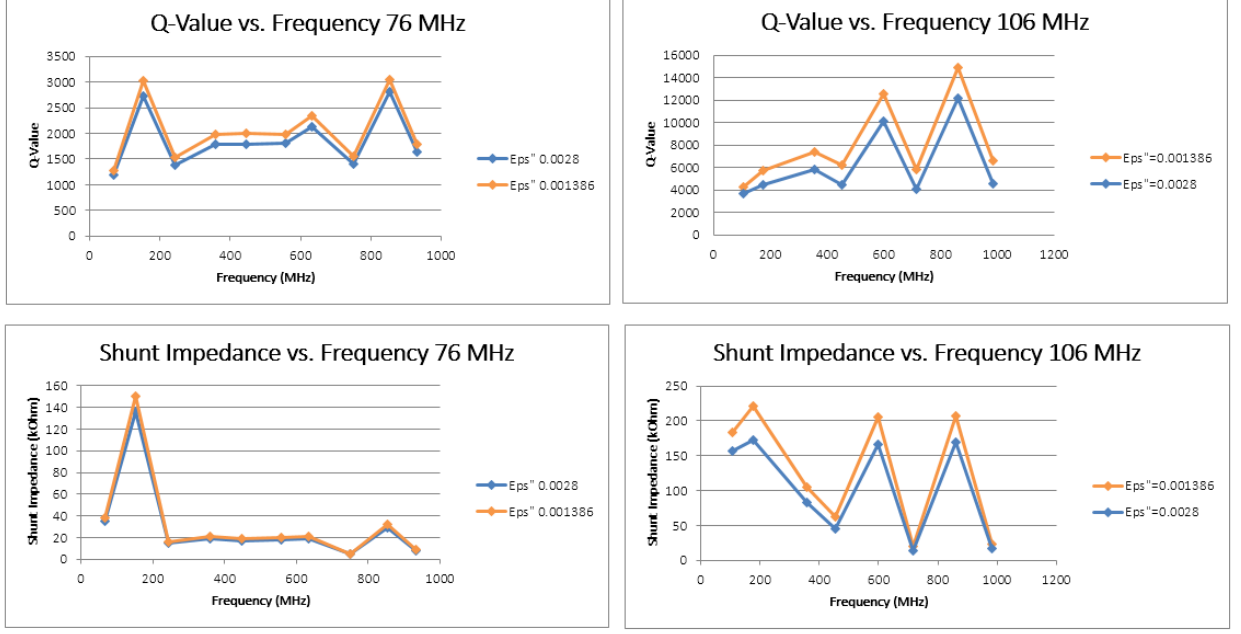 Q-Value vs. Frequency 76 MHz
3500
3000
2500
2000
1500
1000
500
0
Q-Value
0 200 400 600 800 1000
Frequency (MHz)
Eps" 0.0028
Eps" 0.001386
Q-Value vs. Frequency 106 MHz
16000
14000
12000
10000
8000
6000
4000
2000
0
Q-Value
0 200 400 600 800 1000 1200
Frequency (MHz)
Eps"=0.001386
Eps"=0.0028
Shunt Impedance vs. Frequency 76 MHz
160
140
120
100
80
60
40
20
0
Shunt Impedance (kOhm)
0 200 400 600 800 1000
Frequency (MHz)
Eps" 0.0028
Eps" 0.001386
Shunt Impedance vs. Frequency 106 MHz
250
200
150
100
50
0
Shunt Impedance (kOhm)
0 200 400 600 800 1000 1200
Frequency (MHz)
Eps"=0.001386
Eps"=0.0028